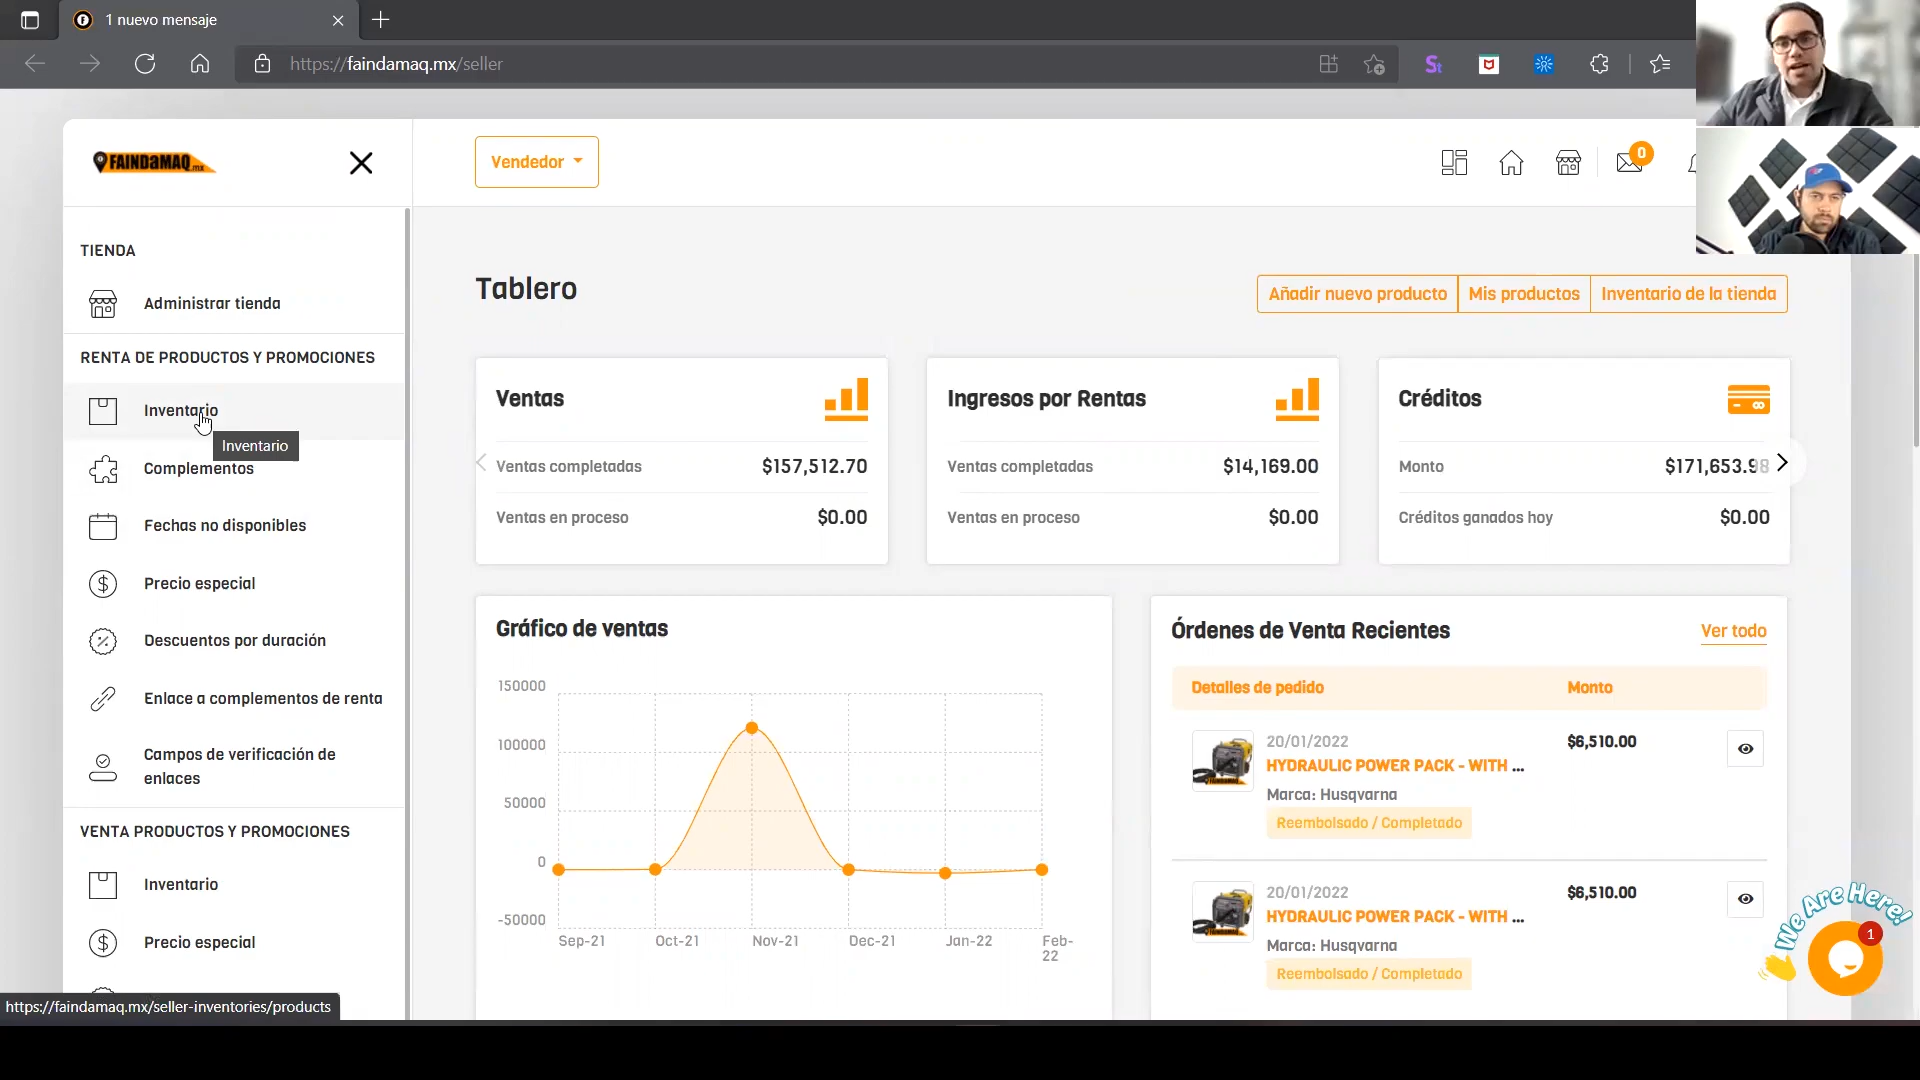 1 nuevo mensaje
https://faindamaq.mx/seller
FAINDAMAQ.mx
Vendedor
0
TIENDA
Administrar tienda
RENTA DE PRODUCTOS Y PROMOCIONES
Inventario
Inventario
Complementos
Fechas no disponibles
Precio especial
Descuentos por duración
Enlace a complementos de renta
Campos de verificación de
enlaces
VENTA PRODUCTOS Y PROMOCIONES
Inventario
Precio especial
https://faindamaq.mx/seller-inventories/products
Tablero
Añadir nuevo producto
Mis productos
Inventario de la tienda
Ventas
Ventas completadas $157,512.70
Ventas en proceso $0.00
Ingresos por Rentas
Ventas completadas $14,169.00
Ventas en proceso $0.00
Créditos
Monto $171,653.98
Créditos ganados hoy $0.00
Gráfico de ventas
150000
100000
50000
0
-50000
Sep-21 Oct-21 Nov-21 Dec-21 Jan-22 Feb-
22
Órdenes de Venta Recientes
Ver todo
Detalles de pedido Monto
20/01/2022 $6,510.00
HYDRAULIC POWER PACK - WITH ...
Marca: Husqvarna
Reembolsado / Completado
20/01/2022 $6,510.00
HYDRAULIC POWER PACK - WITH ...
Marca: Husqvarna
Reembolsado / Completado
We Are Here!
1